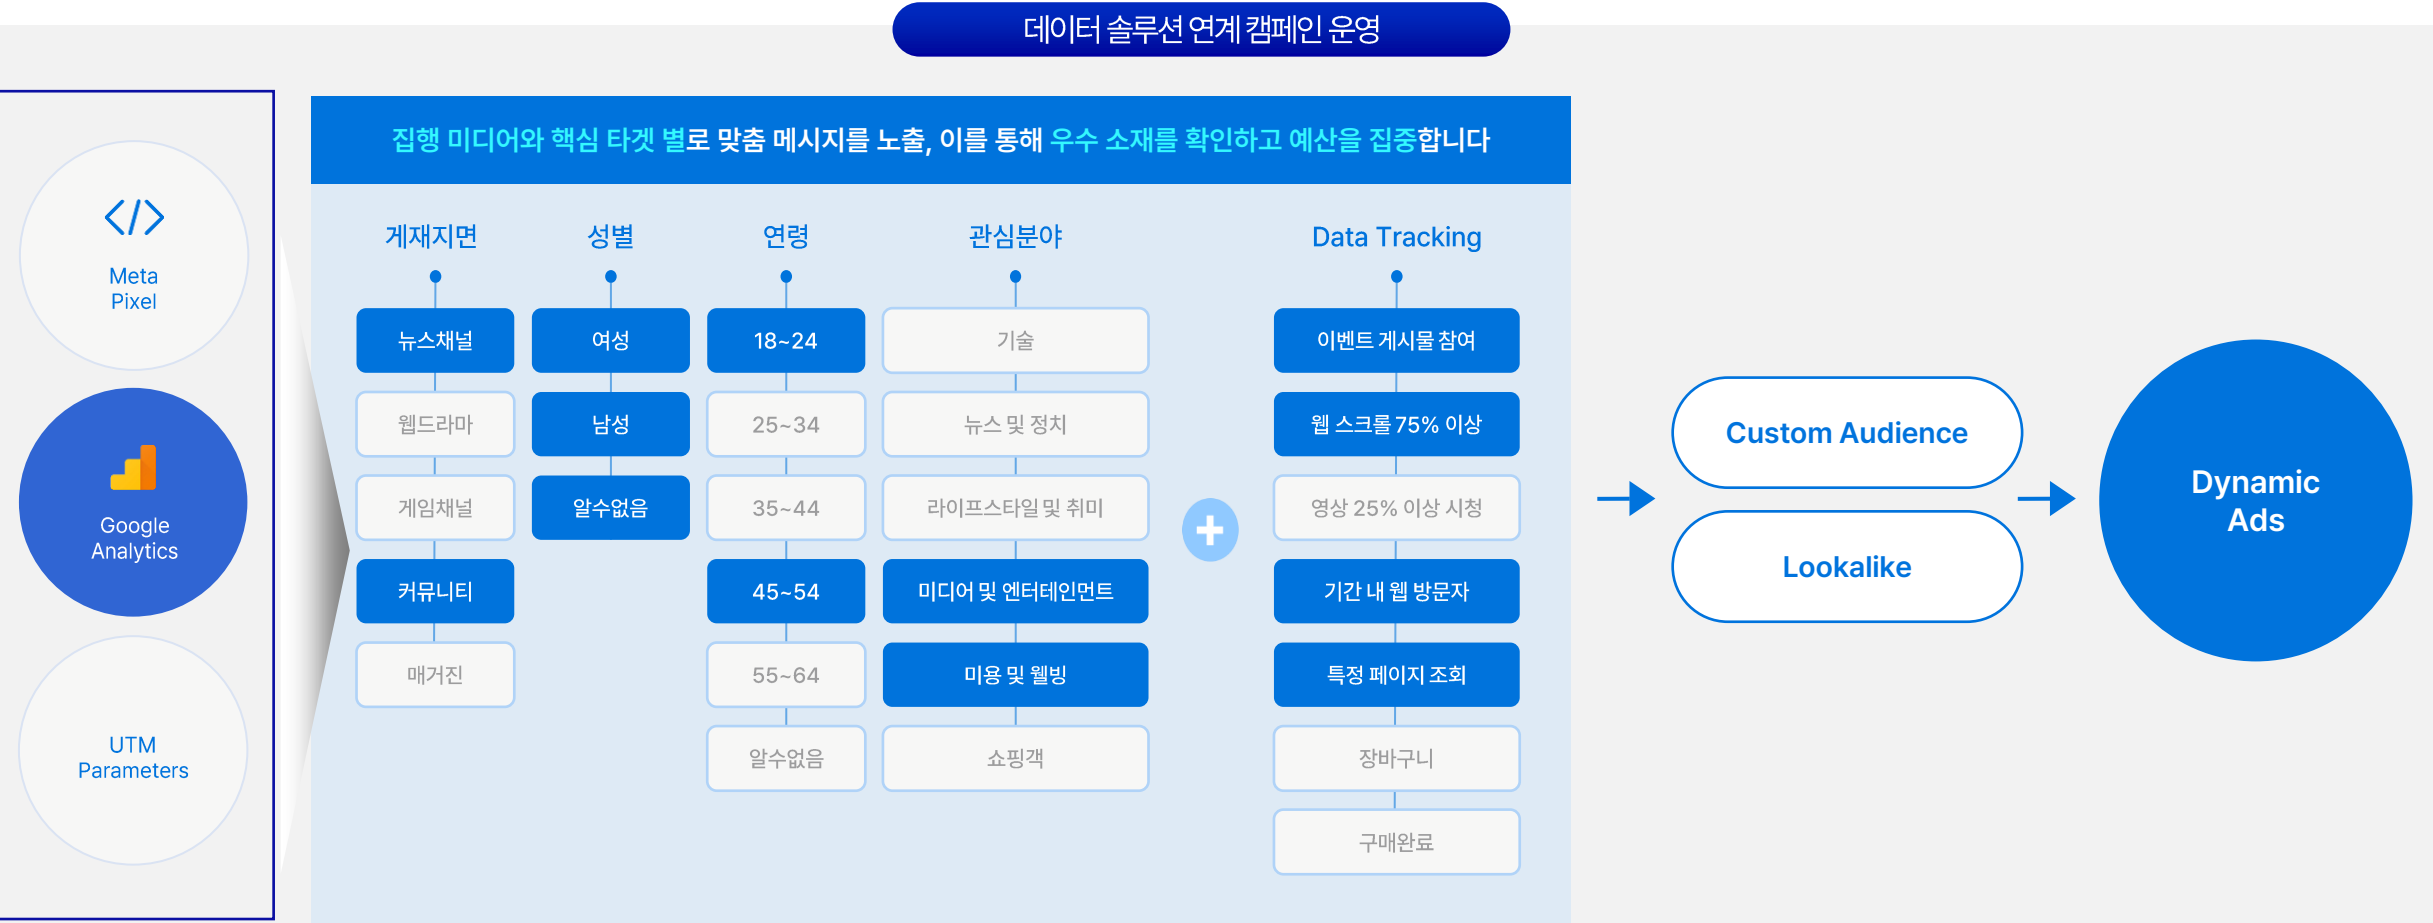 데이터 솔루션 연계 캠페인 운영
Meta
Pixel
Google
Analytics
UTM
Parameters
집행 미디어와 핵심 타겟 별로 맞춤 메시지를 노출, 이를 통해 우수 소재를 확인하고 예산을 집중합니다
게재지면
뉴스채널
웹드라마
게임채널
커뮤니티
매거진
성별
여성
남성
알수없음
연령
18~24
25~34
35~44
45~54
55~64
알수없음
관심분야
기술
뉴스 및 정치
라이프스타일 및 취미
미디어 및 엔터테인먼트
미용 및 웰빙
쇼핑객
Data Tracking
이벤트 게시물 참여
웹 스크롤 75% 이상
영상 25% 이상 시청
기간 내 웹 방문자
특정 페이지 조회
장바구니
구매완료
Custom Audience
Lookalike
Dynamic
Ads